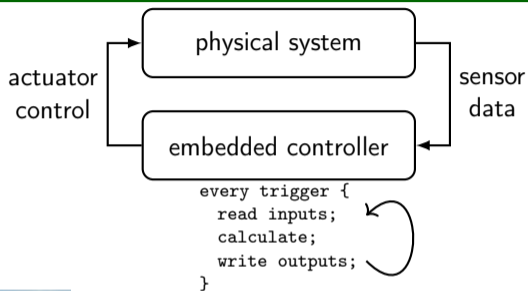 physical system
actuator
control
sensor
data
embedded controller
every trigger {
  read inputs;
  calculate;
  write outputs;
}